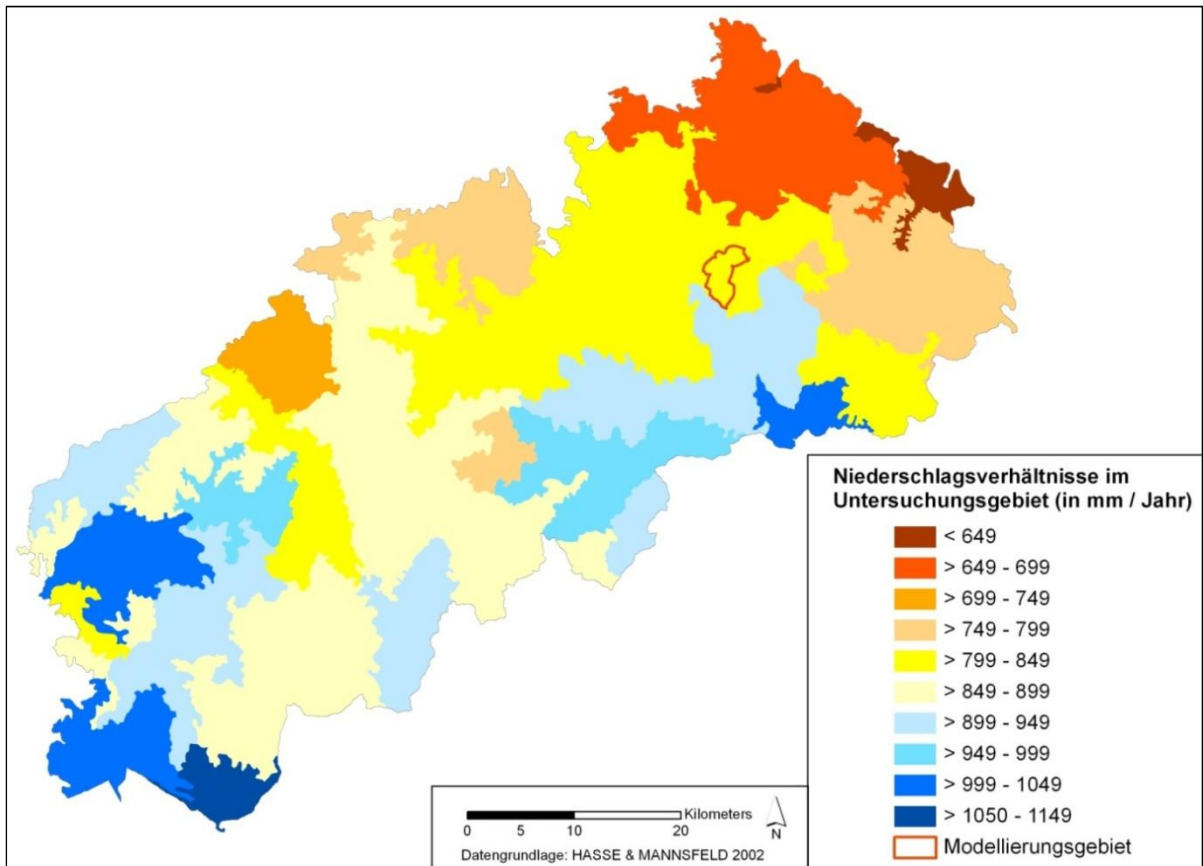 Niederschlagsverhältnisse im
Untersuchungsgebiet (in mm / Jahr)
< 649
> 649 - 699
> 699 - 749
> 749 - 799
> 799 - 849
> 849 - 899
> 899 - 949
> 949 - 999
> 999 - 1049
> 1050 - 1149
Modellierungsgebiet
Kilometers
0 5 10 20
N
Datengrundlage: HASSE & MANNSFELD 2002